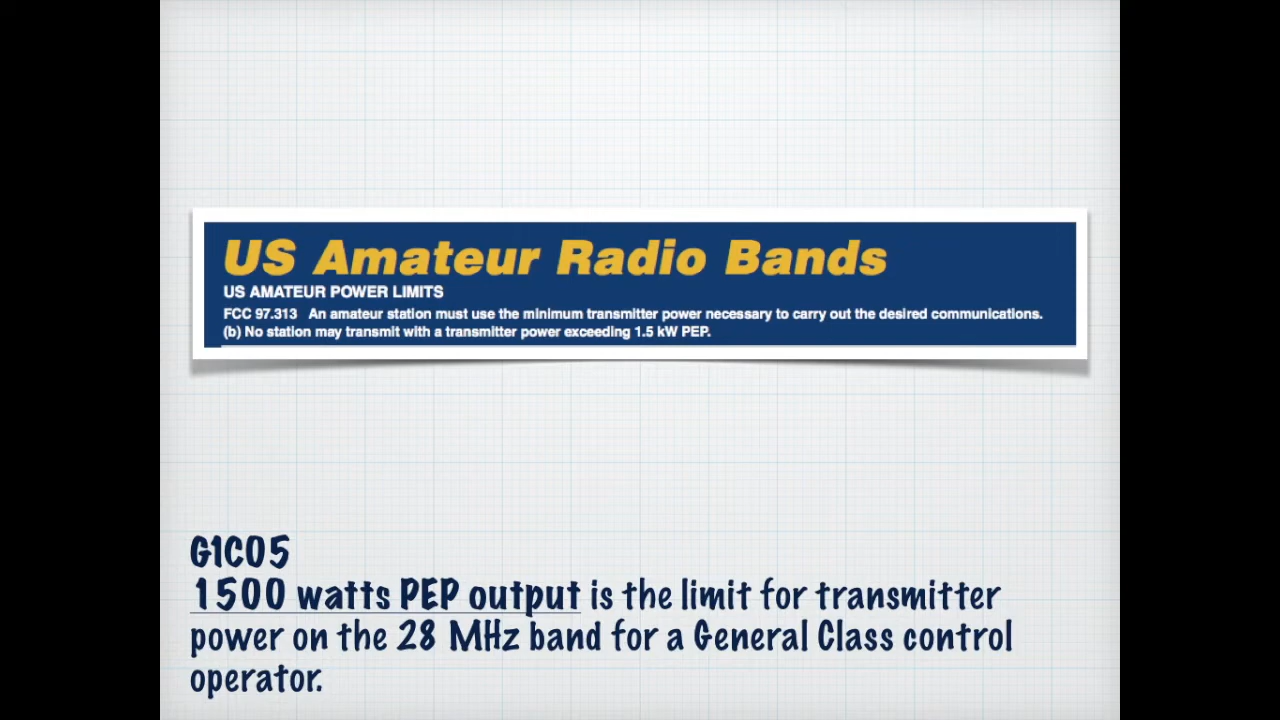 US Amateur Radio Bands
US AMATEUR POWER LIMITS
FCC 97.313 An amateur station must use the minimum transmitter power necessary to carry out the desired communications.
(b) No station may transmit with a transmitter power exceeding 1.5 kW PEP.
G1C05
1500 watts PEP output is the limit for transmitter
power on the 28 MHz band for a General Class control
operator.